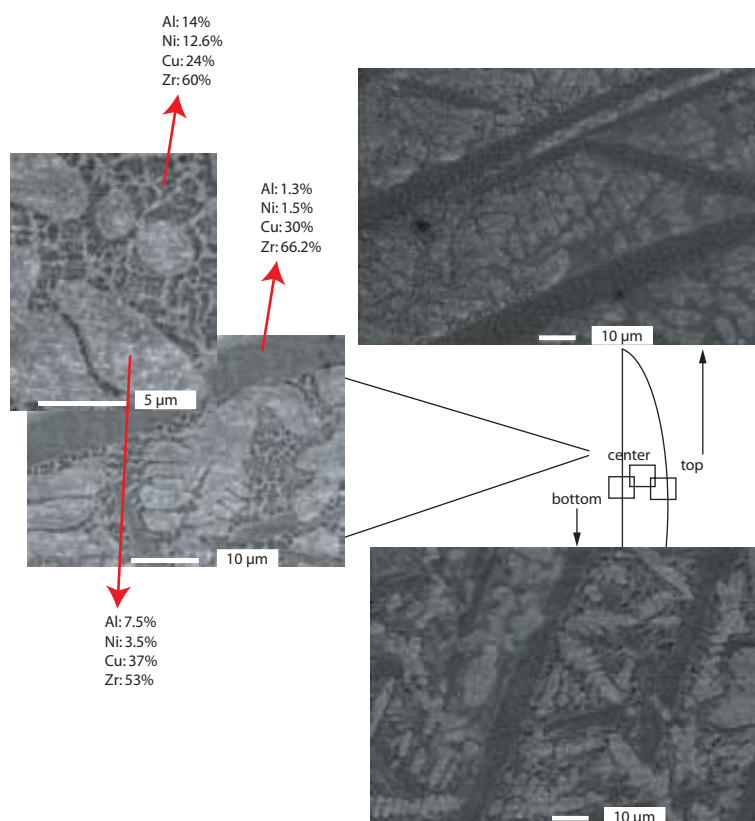 Al: 14%
Ni: 12.6%
Cu: 24%
Zr: 60%
Al: 1.3%
Ni: 1.5%
Cu: 30%
Zr: 66.2%
10 µm
5 µm
center
top
bottom
10 µm
Al: 7.5%
Ni: 3.5%
Cu: 37%
Zr: 53%
10 µm